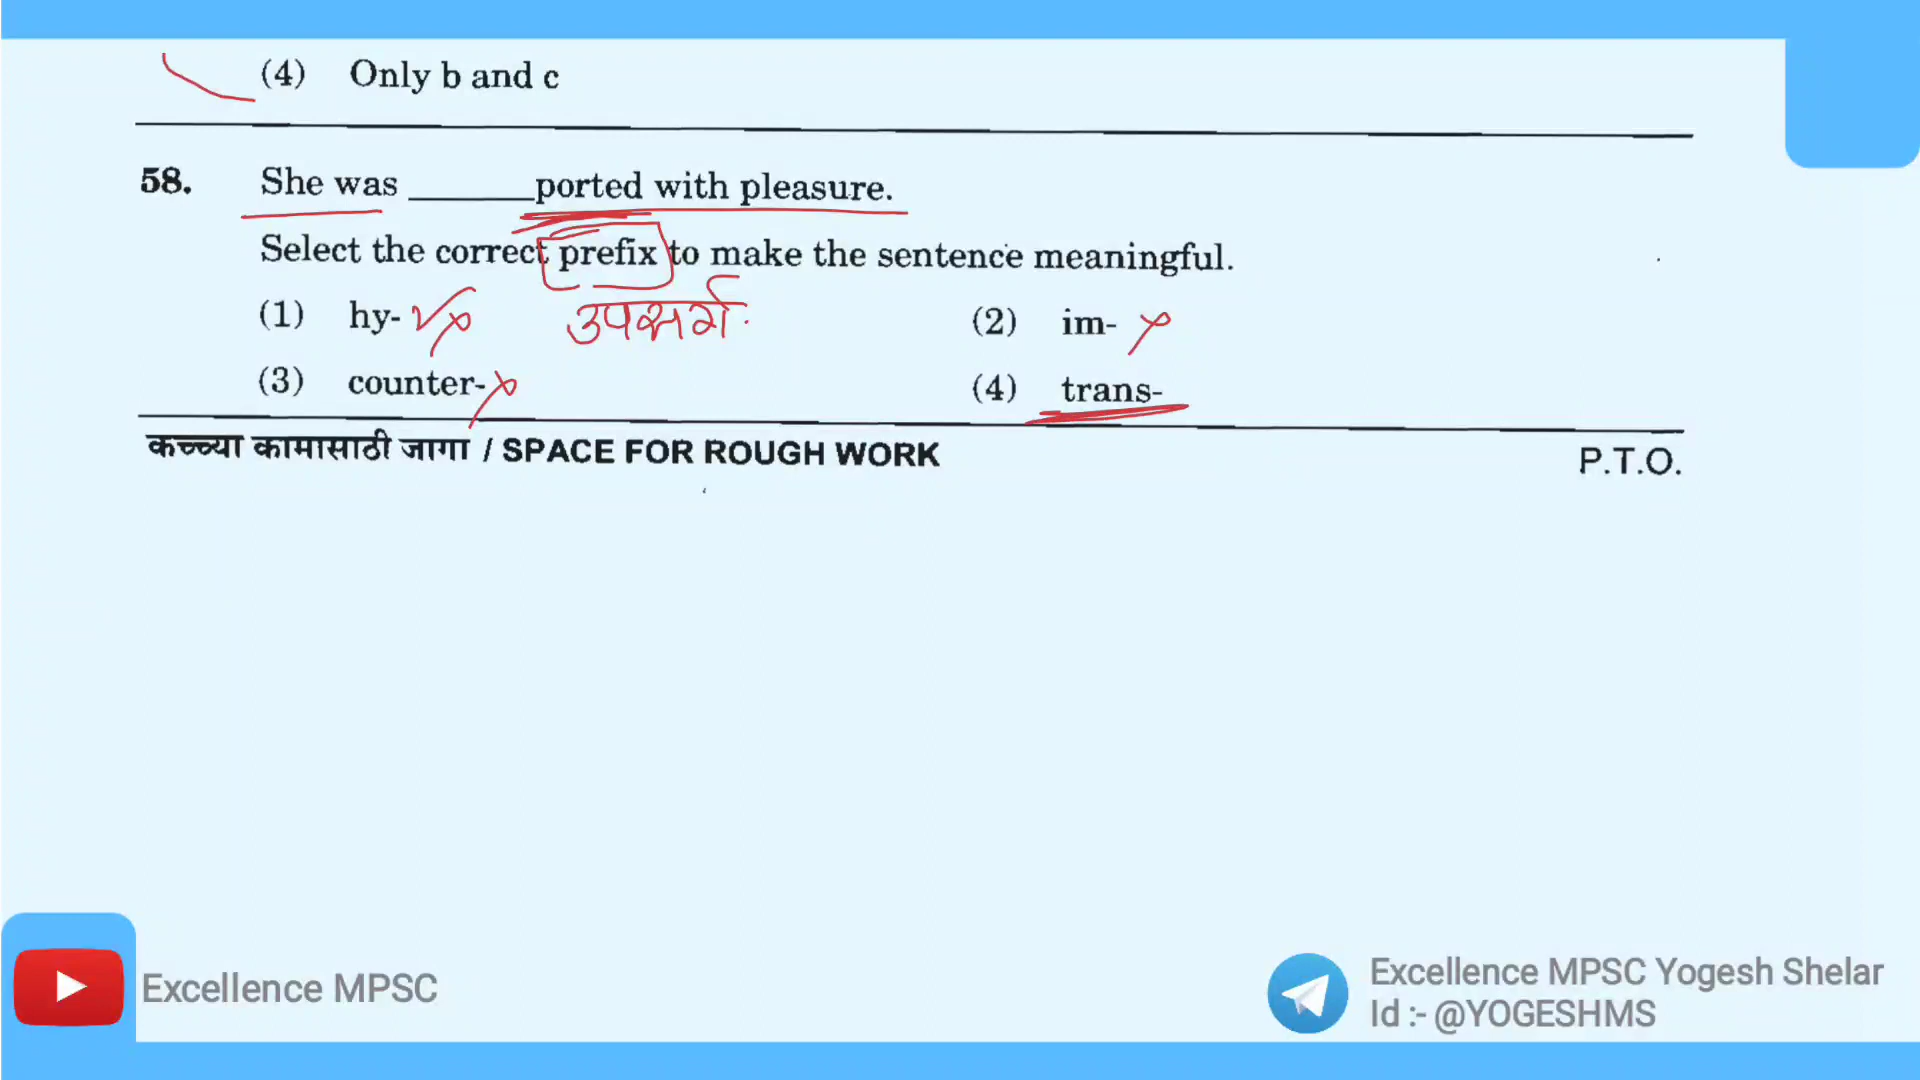 (4) Only b and c
58. She was ______ported with pleasure.
Select the correct prefix to make the sentence meaningful.
(1) hy- (2) im-
उपसर्ग
(3) counter- (4) trans-
कच्च्या कामासाठी जागा / SPACE FOR ROUGH WORK P.T.O.
Excellence MPSC
Excellence MPSC Yogesh Shelar
Id :- @YOGESHMS